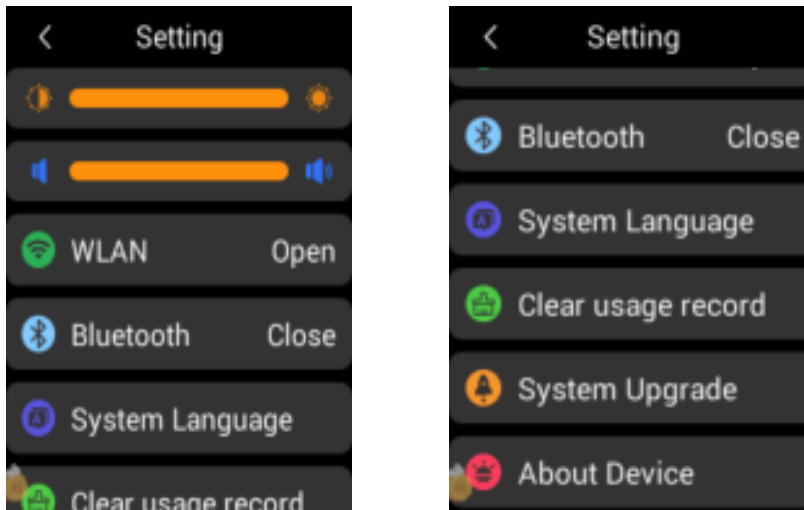 Setting
WLAN Open
Bluetooth Close
System Language
Clear usage record
Setting
Bluetooth Close
System Language
Clear usage record
System Upgrade
About Device